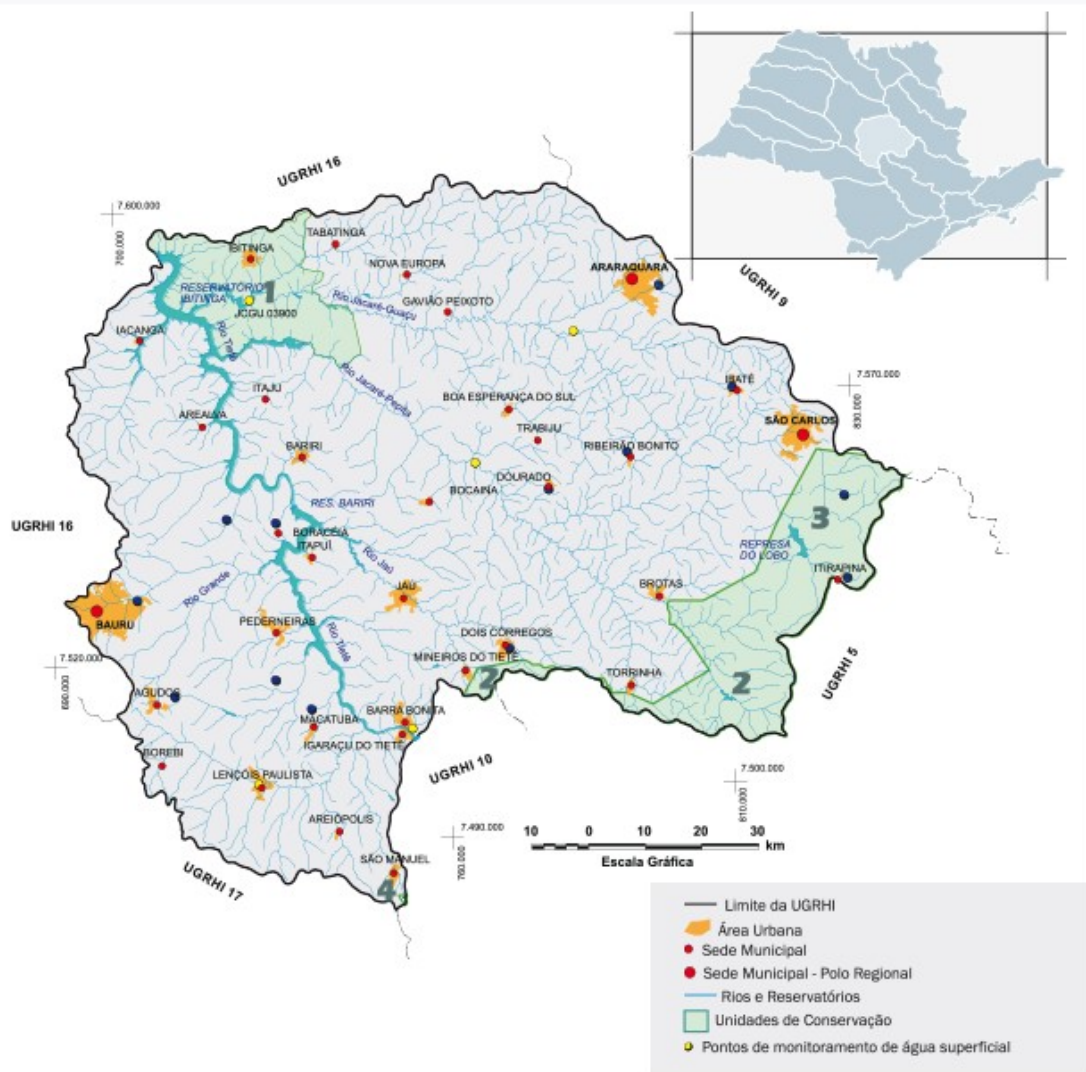 UGRHI 16
7.600.000
700.000
TABATINGA
IBITINGA
NOVA EUROPA
ARARAQUARA
UGRHI 9
RESERVATÓRIO
IBITINGA
1
Rio Jacaré-Guaçu
GAVIÃO PEIXOTO
JCGU 03900
IACANGA
Rio Tietê
Rio Jacaré-Pepira
7.570.000
830.000
IBATÉ
ITAJU
BOA ESPERANÇA DO SUL
AREALVA
TRABIJU
SÃO CARLOS
BARIRI
RIBEIRÃO BONITO
DOURADO
BOCAINA
RES. BARIRI
3
UGRHI 16
BORACÉIA
ITAPUÍ
REPRESA
DO LOBO
Rio Jaú
ITIRAPINA
Rio Grande
JAÚ
BROTAS
BAURU
PEDERNEIRAS
Rio Tietê
DOIS CÓRREGOS
MINEIROS DO TIETÊ
7.520.000
690.000
2
TORRINHA
2
UGRHI 5
AGUDOS
BARRA BONITA
MACATUBA
IGARAÇU DO TIETÊ
BOREBI
UGRHI 10
LENÇÓIS PAULISTA
7.500.000
810.000
AREIÓPOLIS
7.490.000
760.000
10 0 10 20 30
km
Escala Gráfica
SÃO MANUEL
UGRHI 17
4
Limite da UGRHI
Área Urbana
Sede Municipal
Sede Municipal - Polo Regional
Rios e Reservatórios
Unidades de Conservação
Pontos de monitoramento de água superficial